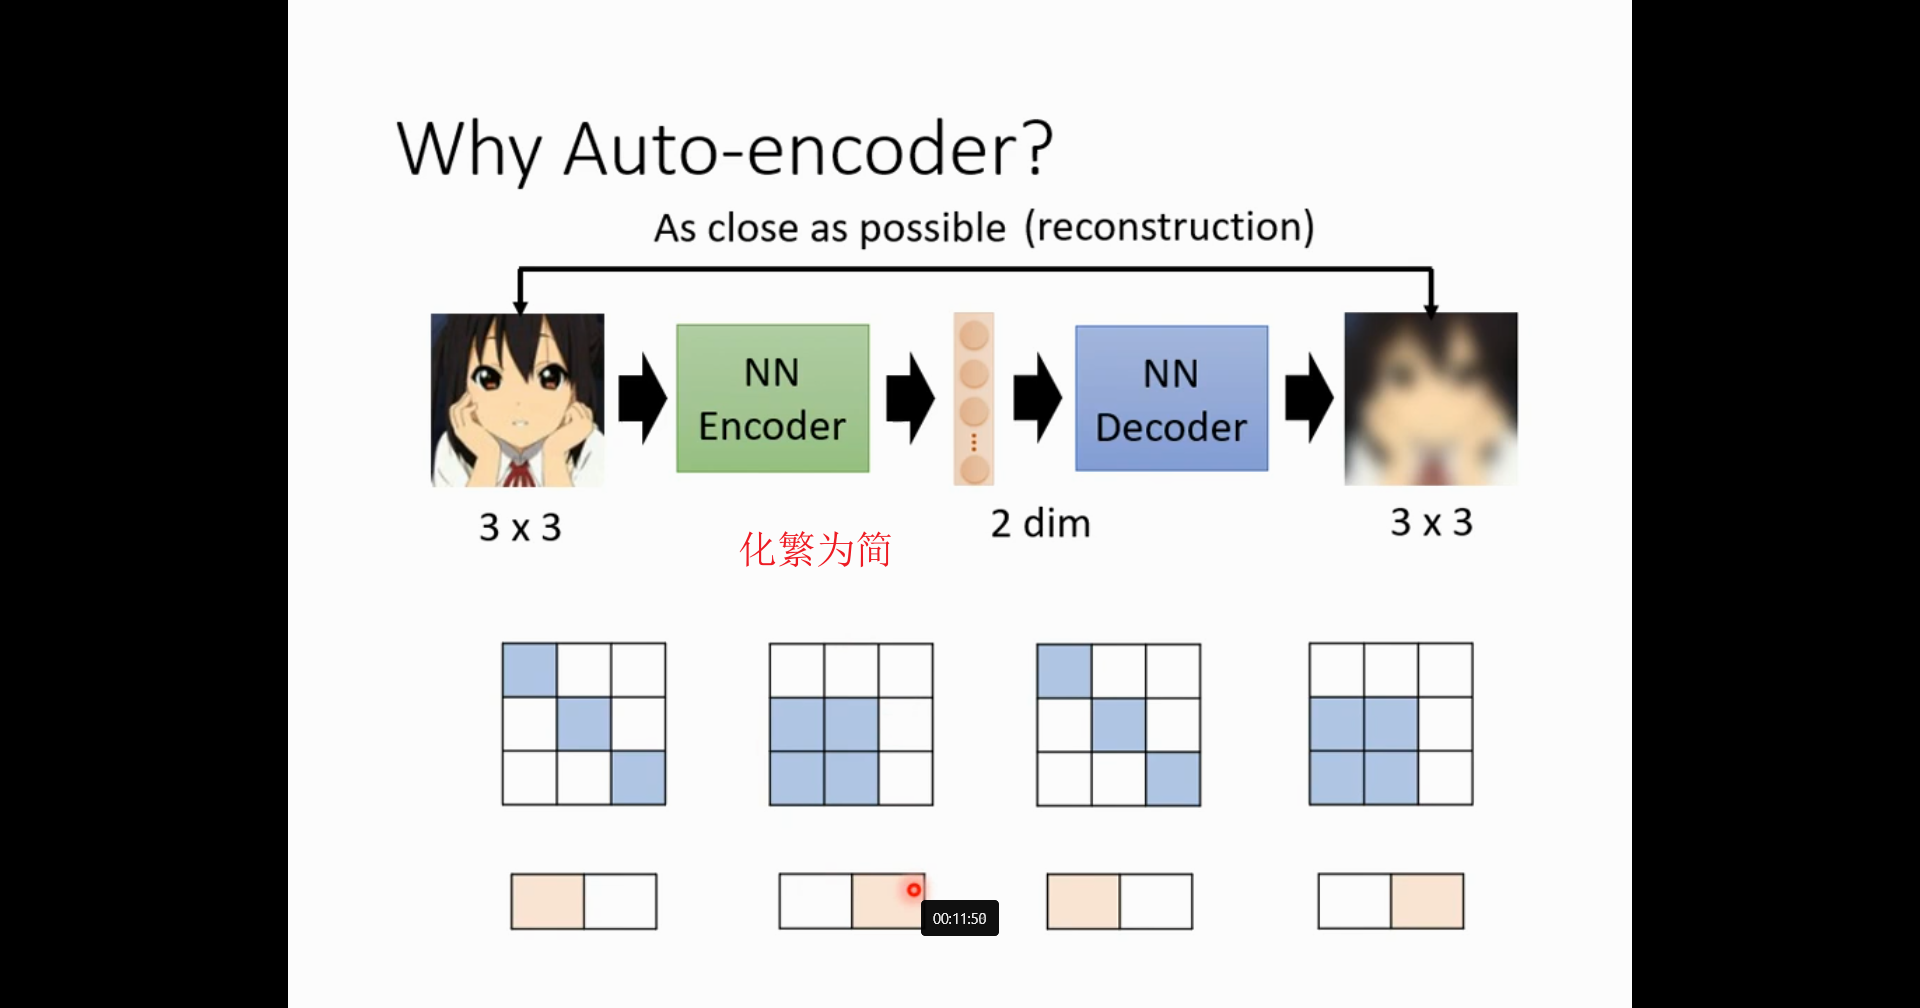 Why Auto-encoder?
As close as possible (reconstruction)
NN
Encoder
NN
Decoder
3 x 3
2 dim
3 x 3
化繁为简
00:11:50